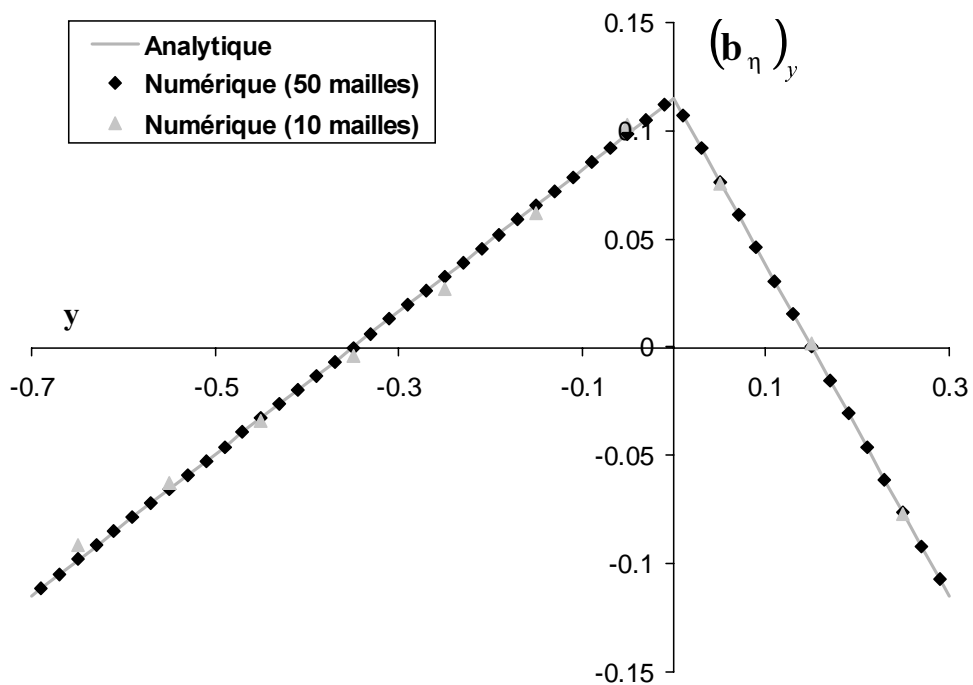 0.15
(b η) y
Analytique
Numérique (50 mailles)
Numérique (10 mailles)
0.1
0.05
y
0
-0.7 -0.5 -0.3 -0.1 0.1 0.3
-0.05
-0.1
-0.15